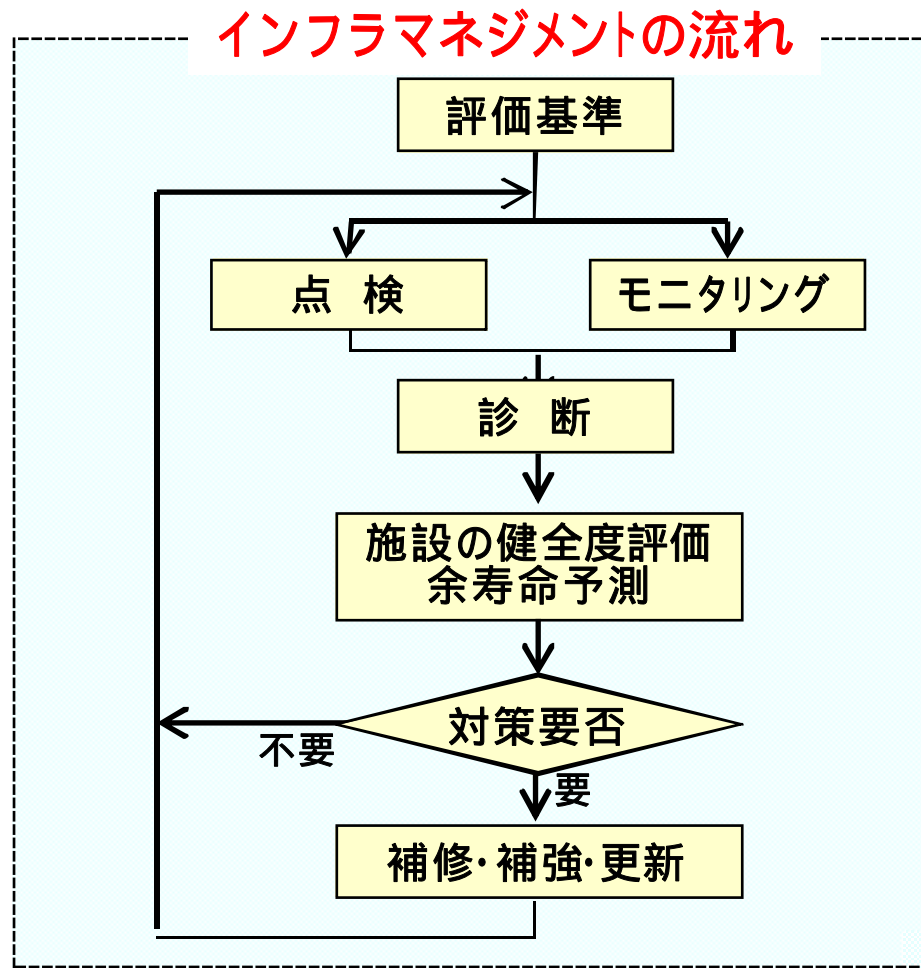 インフラマネジメントの流れ
評価基準
点　検
モニタリング
診　断
施設の健全度評価
余寿命予測
対策要否
不要
要
補修・補強・更新